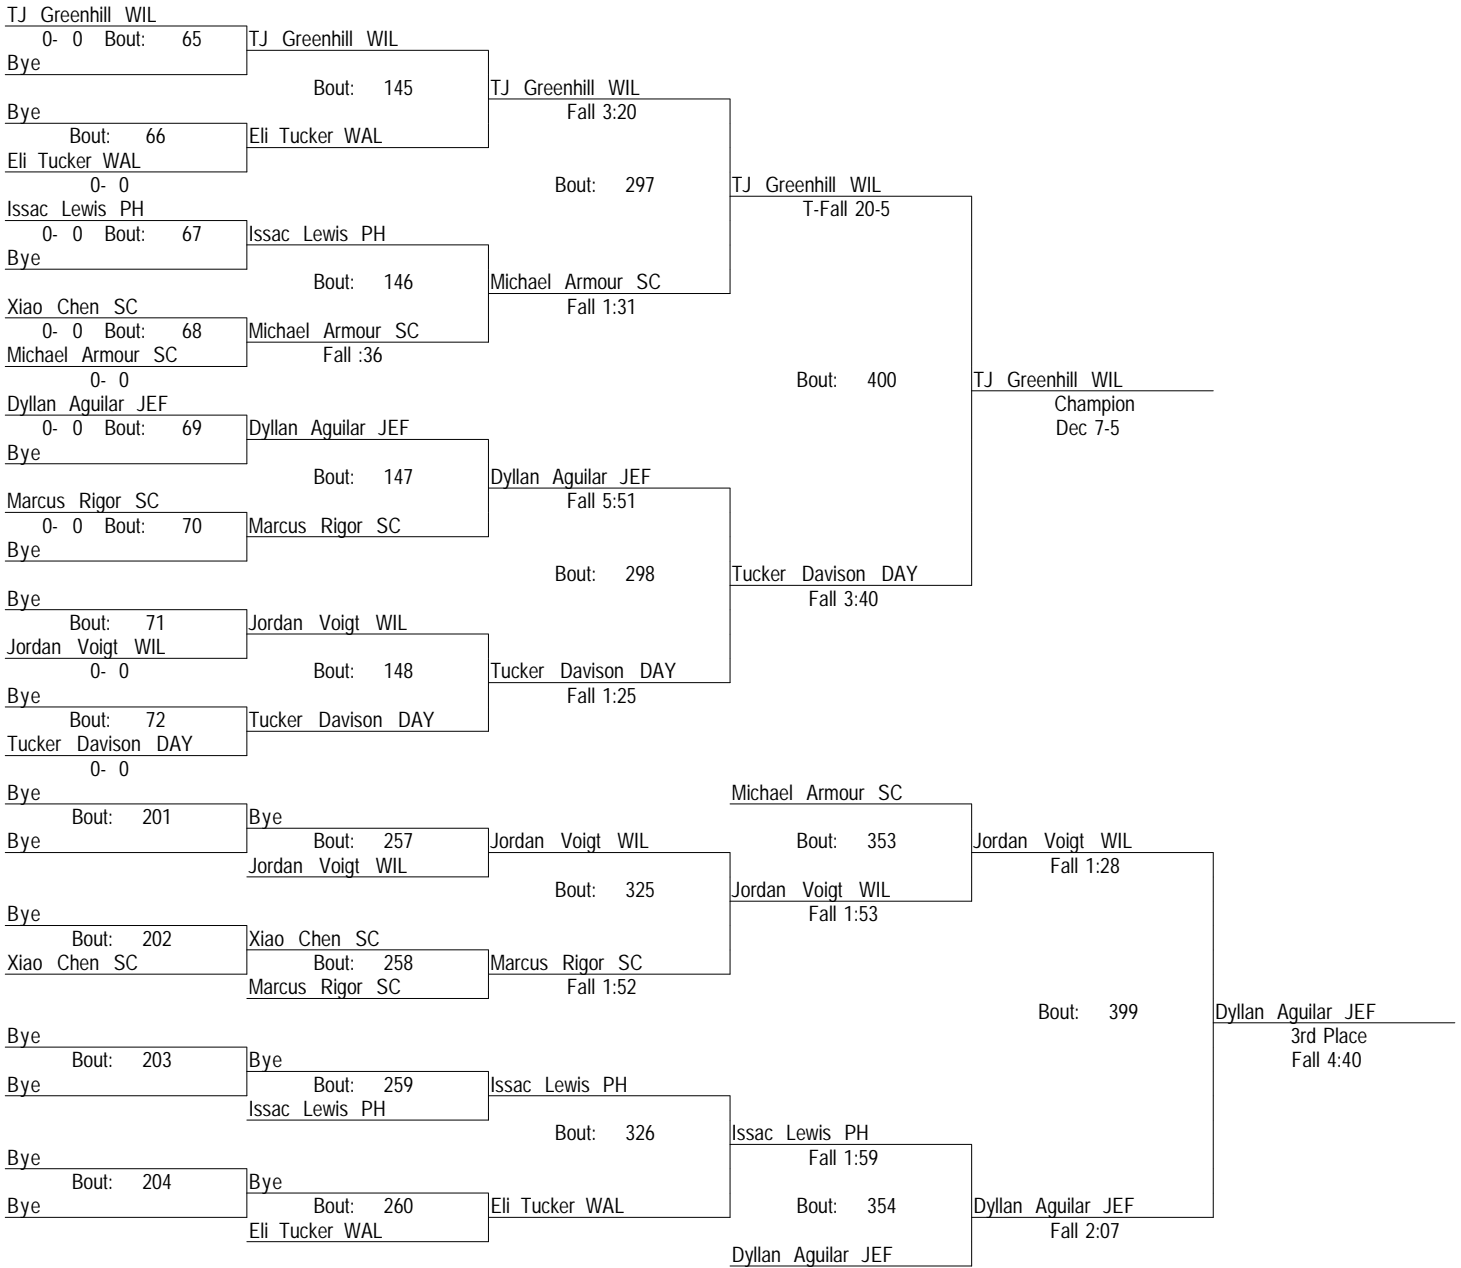 TJ Greenhill WIL
0- 0 Bout: 65
TJ Greenhill WIL
Bye
Bout: 145
TJ Greenhill WIL
Bye
Fall 3:20
Bout: 66
Eli Tucker WAL
Eli Tucker WAL
0- 0
Bout: 297
TJ Greenhill WIL
Issac Lewis PH
T-Fall 20-5
0- 0 Bout: 67
Issac Lewis PH
Bye
Bout: 146
Michael Armour SC
Xiao Chen SC
Fall 1:31
0- 0 Bout: 68
Michael Armour SC
Michael Armour SC
Fall :36
0- 0
Bout: 400
TJ Greenhill WIL
Dyllan Aguilar JEF
Champion
0- 0 Bout: 69
Dyllan Aguilar JEF
Dec 7-5
Bye
Bout: 147
Dyllan Aguilar JEF
Marcus Rigor SC
Fall 5:51
0- 0 Bout: 70
Marcus Rigor SC
Bye
Bout: 298
Tucker Davison DAY
Bye
Fall 3:40
Bout: 71
Jordan Voigt WIL
Jordan Voigt WIL
0- 0
Bout: 148
Tucker Davison DAY
Bye
Fall 1:25
Bout: 72
Tucker Davison DAY
Tucker Davison DAY
0- 0
Bye
Michael Armour SC
Bout: 201
Bye
Bye
Bout: 257
Jordan Voigt WIL
Bout: 353
Jordan Voigt WIL
Jordan Voigt WIL
Fall 1:28
Bout: 325
Jordan Voigt WIL
Bye
Fall 1:53
Bout: 202
Xiao Chen SC
Xiao Chen SC
Bout: 258
Marcus Rigor SC
Marcus Rigor SC
Fall 1:52
Bout: 399
Dyllan Aguilar JEF
Bye
3rd Place
Bout: 203
Bye
Fall 4:40
Bye
Bout: 259
Issac Lewis PH
Issac Lewis PH
Bout: 326
Issac Lewis PH
Bye
Fall 1:59
Bout: 204
Bye
Bye
Bout: 260
Eli Tucker WAL
Bout: 354
Dyllan Aguilar JEF
Eli Tucker WAL
Fall 2:07
Dyllan Aguilar JEF